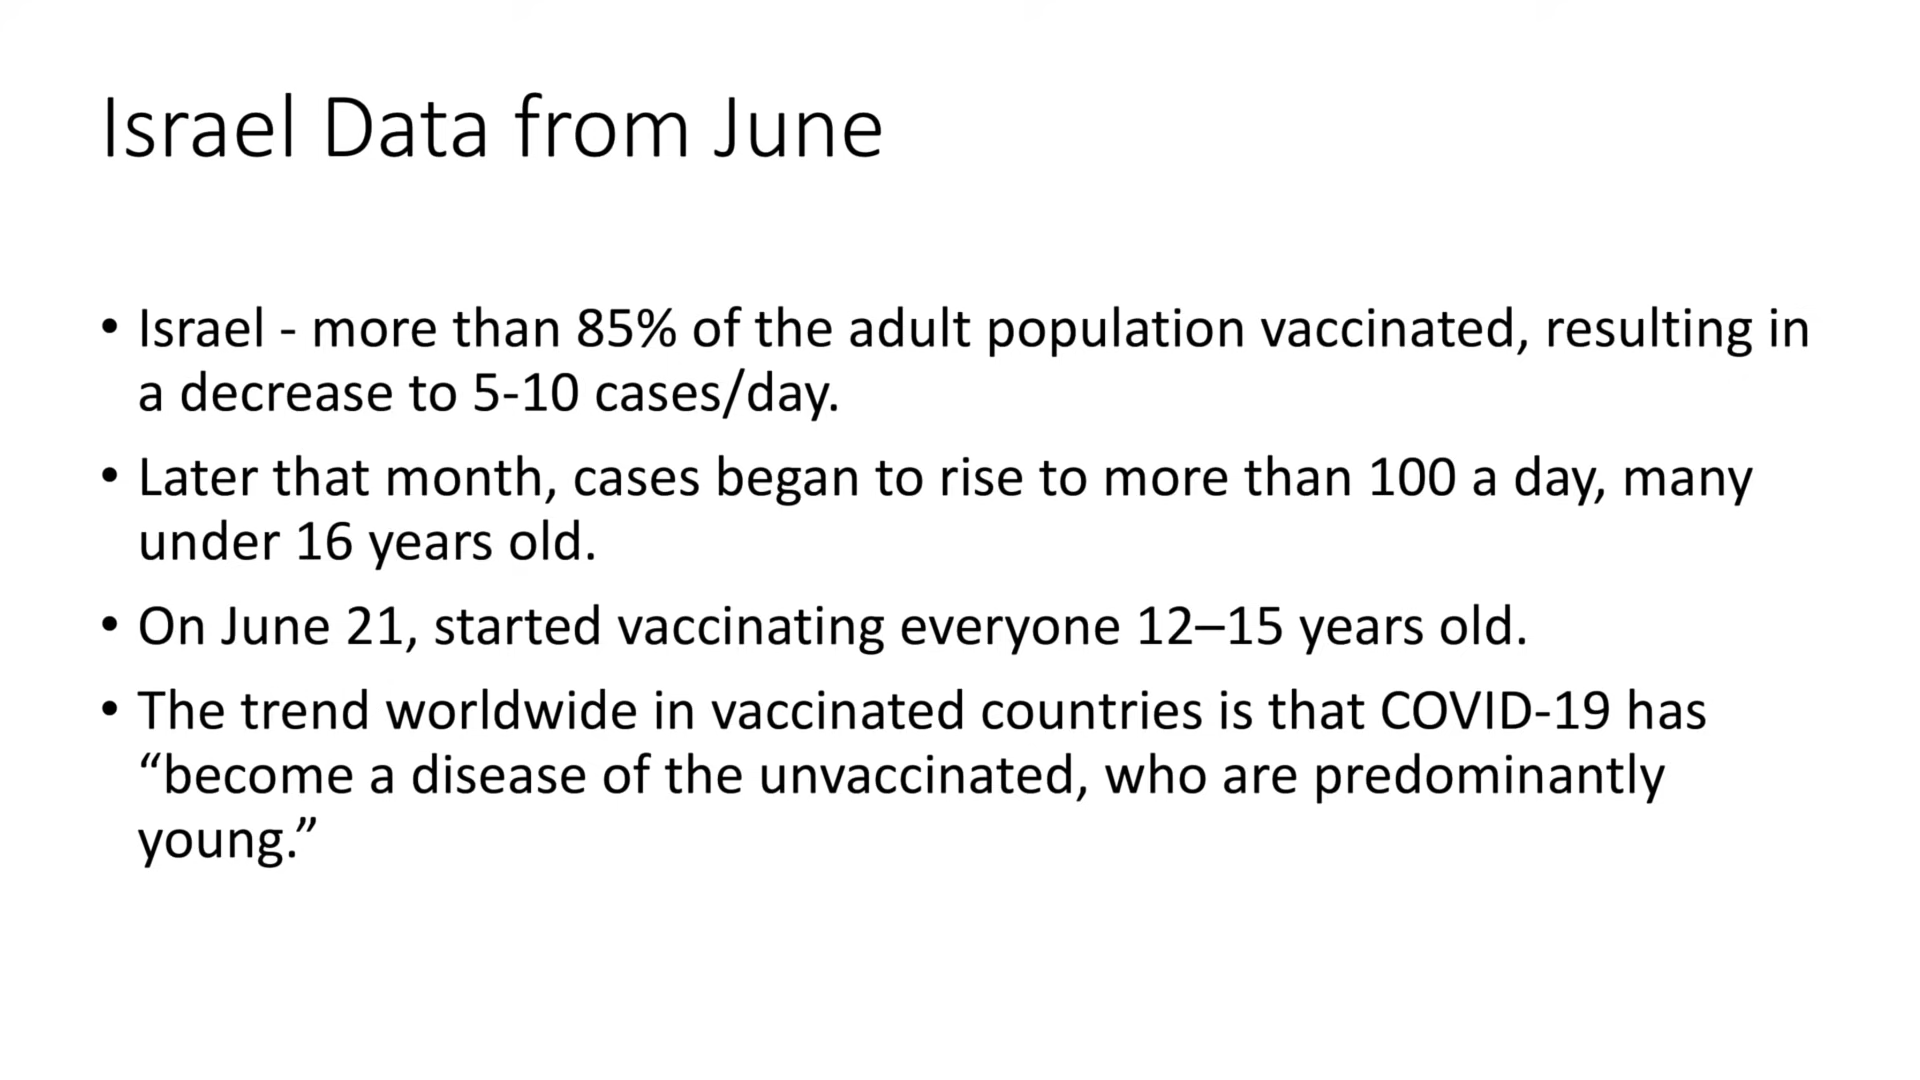 Israel Data from June
• Israel - more than 85% of the adult population vaccinated, resulting in
a decrease to 5-10 cases/day.
• Later that month, cases began to rise to more than 100 a day, many
under 16 years old.
• On June 21, started vaccinating everyone 12–15 years old.
• The trend worldwide in vaccinated countries is that COVID-19 has
“become a disease of the unvaccinated, who are predominantly
young.”